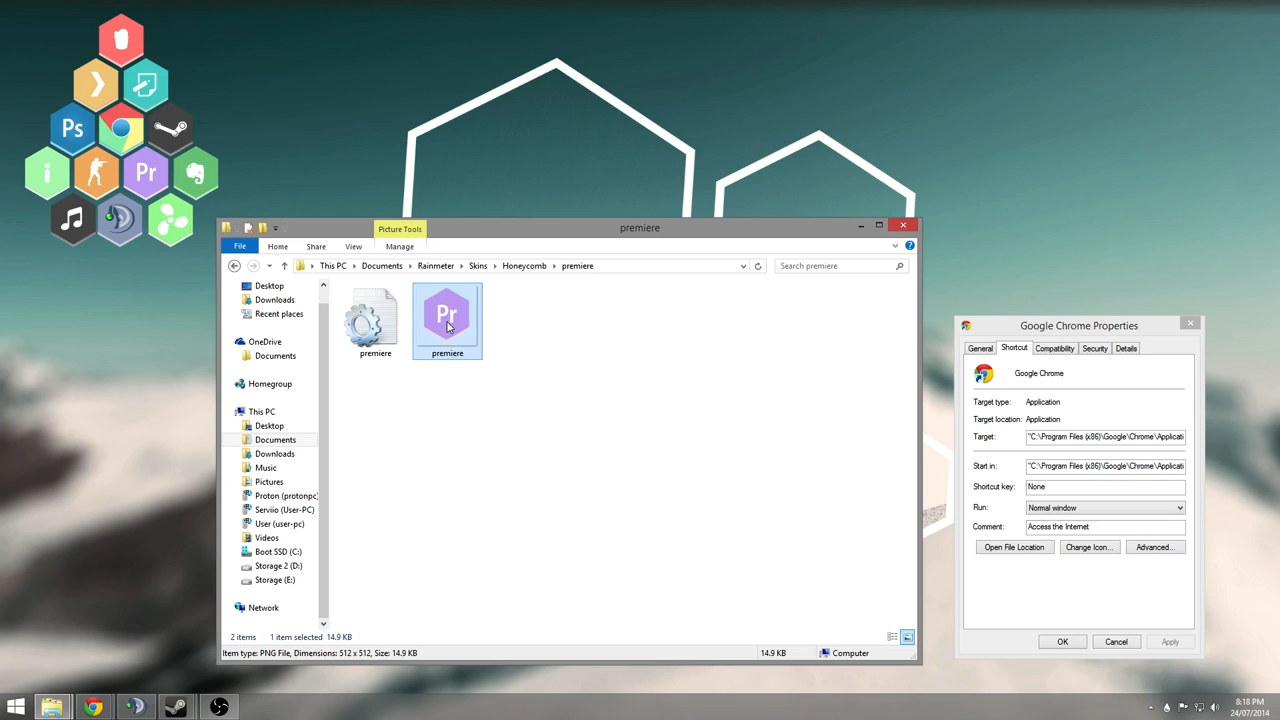 Ps
i
Pr
Picture Tools
premiere
File
Home
Share
View
Manage
This PC
Documents
Rainmeter
Skins
Honeycomb
premiere
Search premiere
Desktop
Downloads
Recent places
OneDrive
Documents
Homegroup
This PC
Desktop
Documents
Downloads
Music
Pictures
Proton (protonpc)
Serviio (User-PC)
User (user-pc)
Videos
Boot SSD (C:)
Storage 2 (D:)
Storage (E:)
Network
Pr
premiere
premiere
2 items
1 item selected 14.9 KB
Item type: PNG File, Dimensions: 512 x 512, Size: 14.9 KB
14.9 KB
Computer
Google Chrome Properties
General
Shortcut
Compatibility
Security
Details
Google Chrome
Target type: Application
Target location: Application
Target: "C:\Program Files (x86)\Google\Chrome\Applicati
Start in: "C:\Program Files (x86)\Google\Chrome\Applicati
Shortcut key: None
Run: Normal window
Comment: Access the Internet
Open File Location
Change Icon...
Advanced...
OK
Cancel
Apply
8:18 PM
24/07/2014